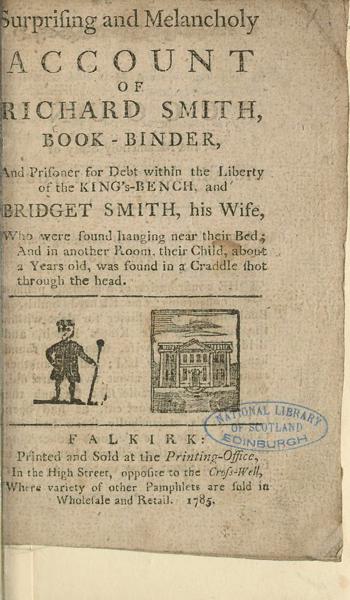 Surpriſing and Melancholy
ACCOUNT
OF
RICHARD SMITH,
BOOK-BINDER,
And Priſoner for Debt within the Liberty
of the KING's-BENCH, and
BRIDGET SMITH, his Wife,
Who were found hanging near their Bed;
And in another Room, their Child, about
2 Years old, was found in a Craddle ſhot
through the head.
NATIONAL LIBRARY
OF SCOTLAND
EDINBURGH
FALKIRK:
Printed and Sold at the Printing-Office,
In the High Street, oppoſite to the Croſs-Well,
Where variety of other Pamphlets are ſold in
Wholeſale and Retail. 1785.